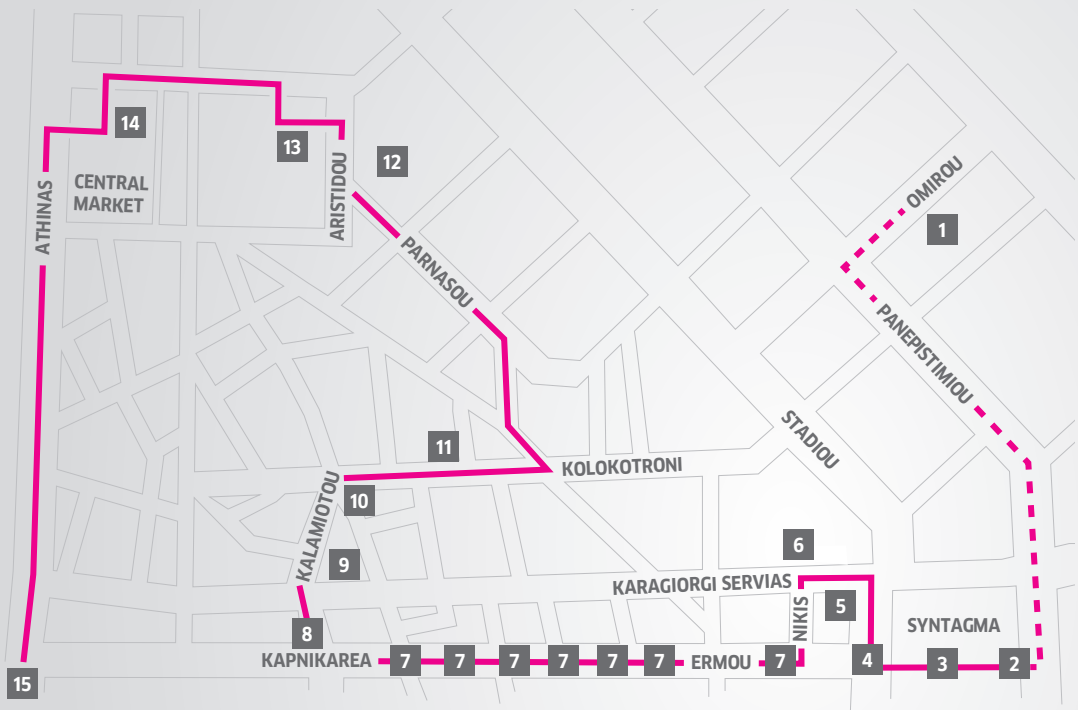 14
13
12
ARISTIDOU
CENTRAL
MARKET
ATHINAS
OMIROU
1
PARNASOU
PANEPISTIMIOU
STADIOU
11
KOLOKOTRONI
10
KALAMIOTOU
9
6
KARAGIORGI SERVIAS
NIKIS
5
SYNTAGMA
8
KAPNIKAREA
7
7
7
7
7
7
ERMOU
7
4
3
2
15